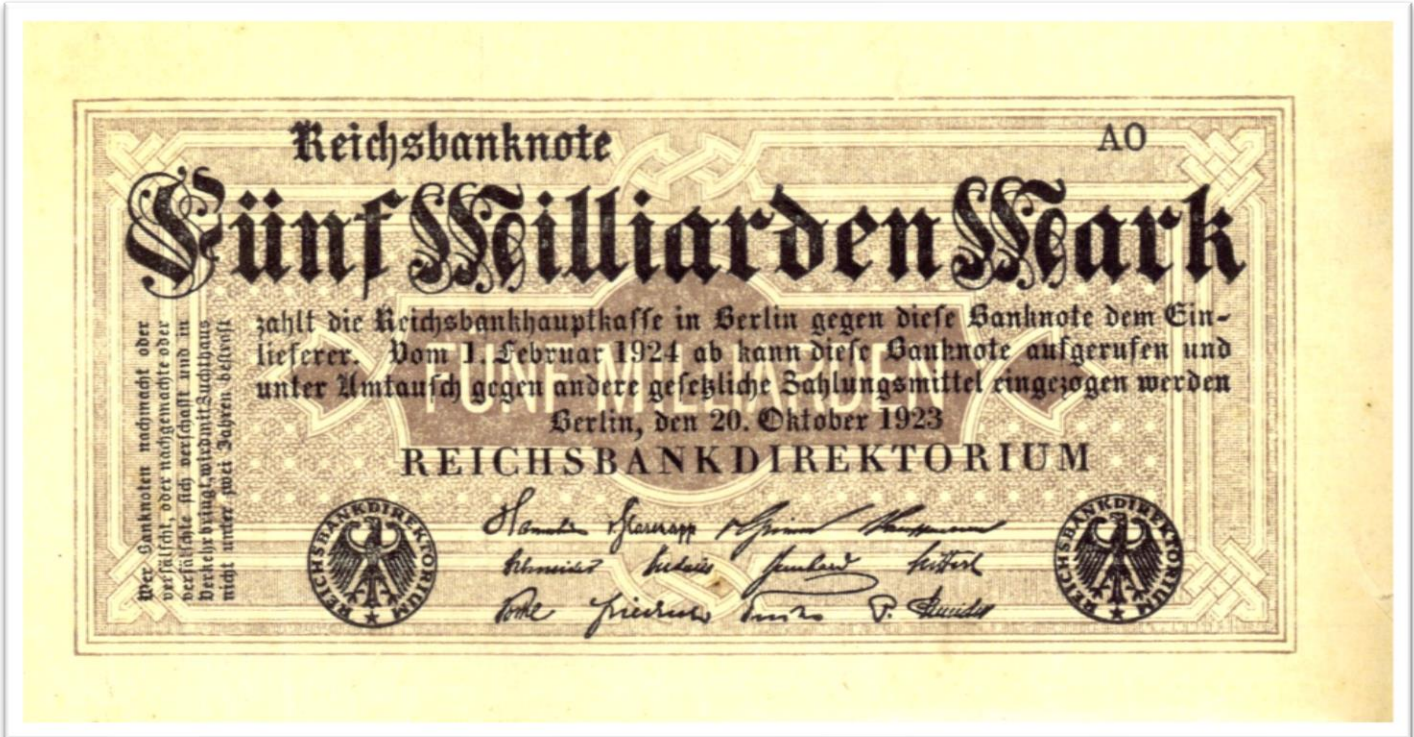 Reichsbanknote
AO
Fünf Milliarden Mark
zahlt die Reichsbankhauptkasse in Berlin gegen diese Banknote dem Ein-
lieferer. Vom 1. Februar 1924 ab kann diese Banknote aufgerufen und
unter Umtausch gegen andere gesetzliche Zahlungsmittel eingezogen werden
FÜNF MILLIARDEN
Berlin, den 20. Oktober 1923
REICHSBANKDIREKTORIUM
Wer Banknoten nachmacht oder
verfälscht, oder nachgemachte oder
verfälschte sich verschafft und in
Verkehr bringt, wird mit Zuchthaus
nicht unter zwei Jahren bestraft
REICHSBANKDIREKTORIUM
REICHSBANKDIREKTORIUM
Schneider
P. Schneider